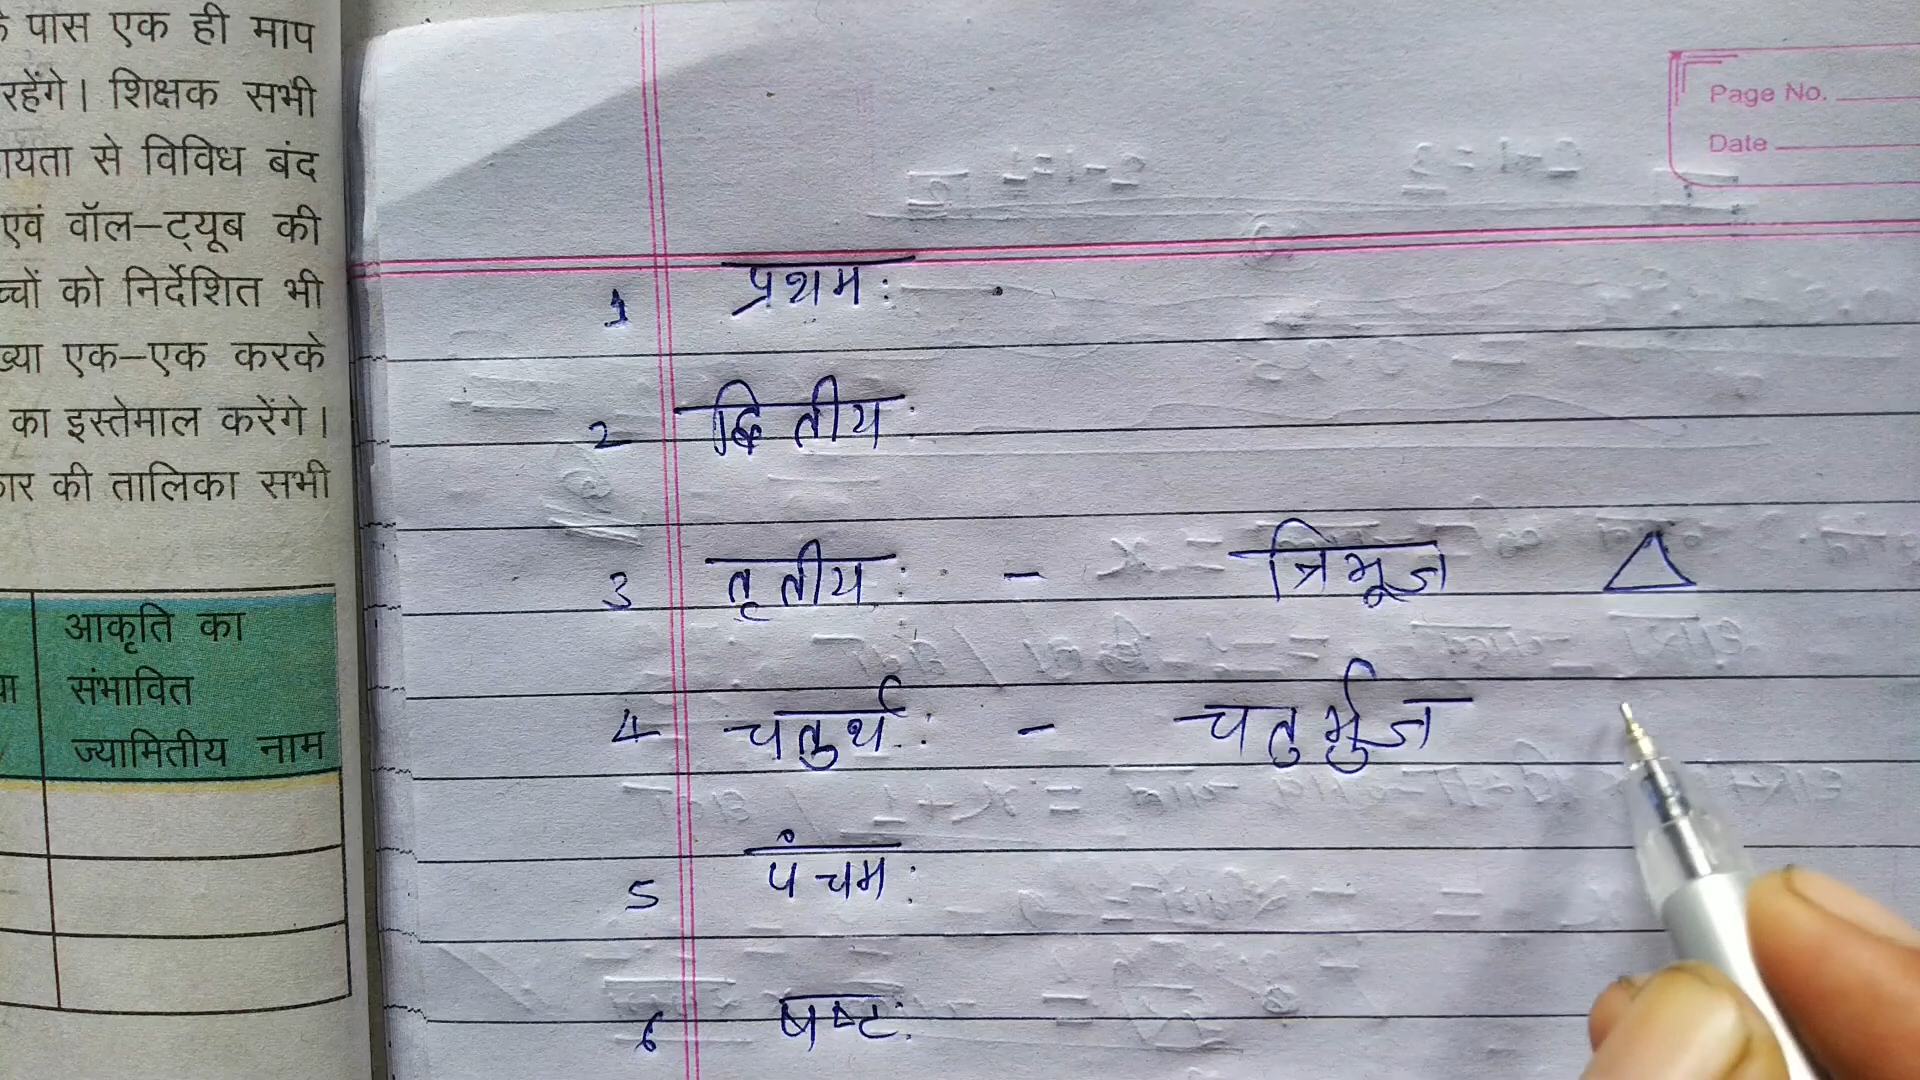 पास एक ही माप
रहेंगे। शिक्षक सभी
से विविध बंद
एवं वॉल–ट्यूब की
को निर्देशित भी
एक–एक करके
का इस्तेमाल करेंगे।
की तालिका सभी
आकृति का
संभावित
ज्यामितीय नाम
Page No.
Date
1 प्रथम:
2 द्वितीय:
3 तृतीय: - त्रिभूज
4 चतुर्थ: - चतुर्भुज
5 पंचम:
6 षष्ट: